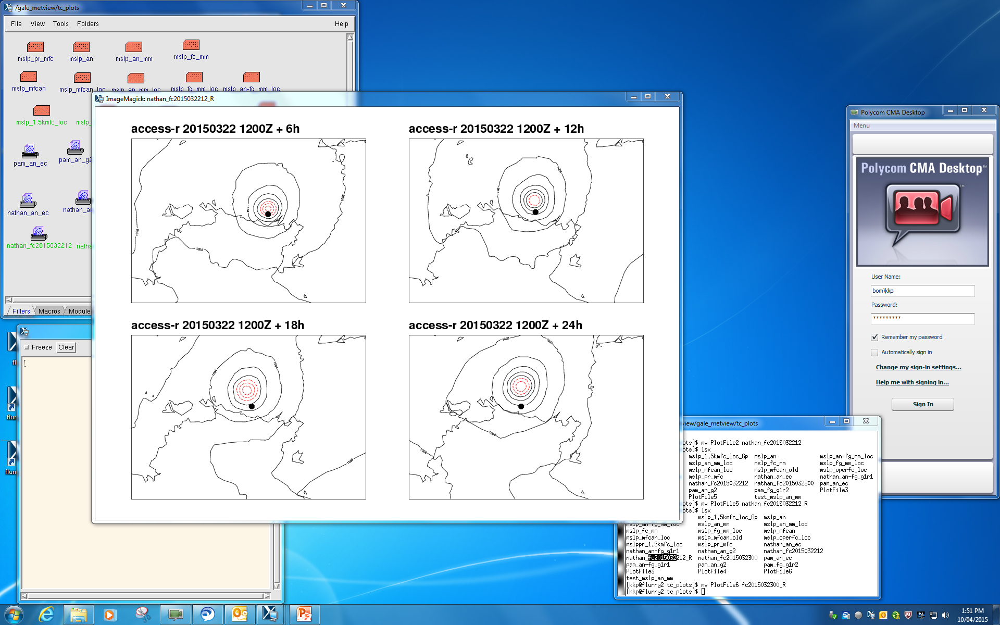 /gale_metview/tc_plots
File View Tools Folders Help
mslp_pr_mfc mslp_an mslp_an_mm mslp_fc_mm
mslp_mfcan mslp_mfcan_loc mslp_an_mm_loc mslp_fg_mm_loc mslp_an-fg_mm_loc
mslp_1.5kmfc_loc mslp_
pam_an_ec pam_an_g2
nathan_an_ec nathan_an
nathan_fc2015032212 natha
Filters Macros Module
Freeze Clear
ImageMagick: nathan_fc2015032212_R
access-r 20150322 1200Z + 6h
1004
1008
1008
1008
access-r 20150322 1200Z + 12h
1008
1008
access-r 20150322 1200Z + 18h
1004
1004
1008
access-r 20150322 1200Z + 24h
1008
1008
1008
1008
Polycom CMA Desktop
Menu
Polycom CMA Desktop™
User Name:
bom\kkp
Password:
*********
Remember my password
Automatically sign in
Change my sign-in settings...
Help me with signing in...
Sign In
view/gale_metview/tc_plots
ots]$ mv PlotFile2 nathan_fc2015032212
ots]$ lsx
mslp_1.5kmfc_loc_6p mslp_an mslp_an-fg_mm_loc
mslp_an_mm_loc mslp_fc_mm mslp_fg_mm_loc
mslp_mfcan_loc mslp_mfcan_old mslp_operfc_loc
mslp_pr_mfc nathan_an_ec nathan_an-fg_g1r1
nathan_fc2015032212 nathan_fc2015032300 pam_an_ec
pam_an_g2 pam_fg_g1r2 PlotFile3
PlotFile5 test_mslp_an_mm
ots]$ mv PlotFile5 nathan_fc2015032212_R
ots]$ lsx
mslp_1.5kmfc_loc_6p mslp_an
mslp_an-fg_mm_loc mslp_an_mm mslp_an_mm_loc
mslp_fc_mm mslp_fg_mm_loc mslp_mfcan
mslp_mfcan_loc mslp_mfcan_old mslp_operfc_loc
mslppr_1.5kmfc_loc mslp_pr_mfc nathan_an_ec
nathan_an-fg_g1r1 nathan_an_g2 nathan_fc2015032212
nathan_fc2015032212_R nathan_fc2015032300 pam_an_ec
pam_an-fg_g1r1 pam_an_g2 pam_fg_g1r2
PlotFile3 PlotFile4 PlotFile6
test_mslp_an_mm
[kkp@flurry2 tc_plots]$ mv PlotFile6 fc2015032300_R
[kkp@flurry2 tc_plots]$
fl
flur
flur
1:51 PM
10/04/2015